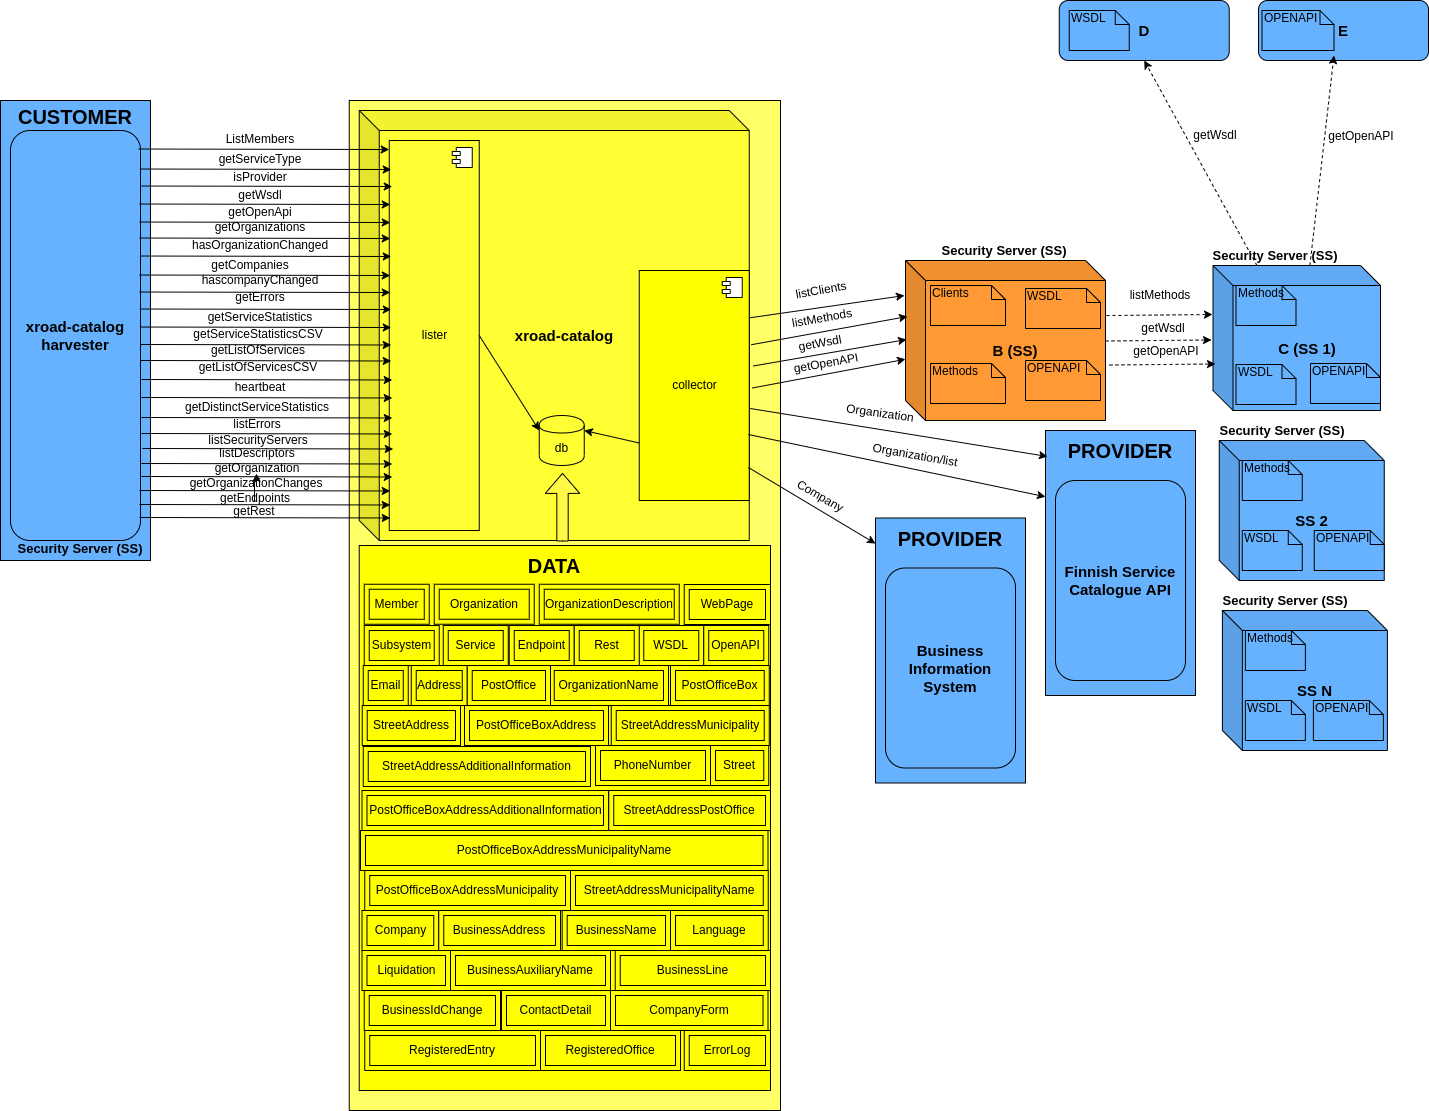 WSDL
D
OPENAPI
E
getWsdl
getOpenAPI
CUSTOMER
xroad-catalog
harvester
Security Server (SS)
ListMembers
getServiceType
isProvider
getWsdl
getOpenApi
getOrganizations
hasOrganizationChanged
getCompanies
hascompanyChanged
getErrors
getServiceStatistics
getServiceStatisticsCSV
getListOfServices
getListOfServicesCSV
heartbeat
getDistinctServiceStatistics
listErrors
listSecurityServers
listDescriptors
getOrganization
getOrganizationChanges
getEndpoints
getRest
lister
xroad-catalog
collector
db
listClients
listMethods
getWsdl
getOpenAPI
Organization
Organization/list
Company
Security Server (SS)
Clients
WSDL
B (SS)
Methods
OPENAPI
listMethods
getWsdl
getOpenAPI
Security Server (SS)
Methods
C (SS 1)
WSDL
OPENAPI
Security Server (SS)
Methods
SS 2
WSDL
OPENAPI
Security Server (SS)
Methods
SS N
WSDL
OPENAPI
PROVIDER
Finnish Service
Catalogue API
PROVIDER
Business
Information
System
DATA
Member
Organization
OrganizationDescription
WebPage
Subsystem
Service
Endpoint
Rest
WSDL
OpenAPI
Email
Address
PostOffice
OrganizationName
PostOfficeBox
StreetAddress
PostOfficeBoxAddress
StreetAddressMunicipality
StreetAddressAdditionalInformation
PhoneNumber
Street
PostOfficeBoxAddressAdditionalInformation
StreetAddressPostOffice
PostOfficeBoxAddressMunicipalityName
PostOfficeBoxAddressMunicipality
StreetAddressMunicipalityName
Company
BusinessAddress
BusinessName
Language
Liquidation
BusinessAuxiliaryName
BusinessLine
BusinessIdChange
ContactDetail
CompanyForm
RegisteredEntry
RegisteredOffice
ErrorLog